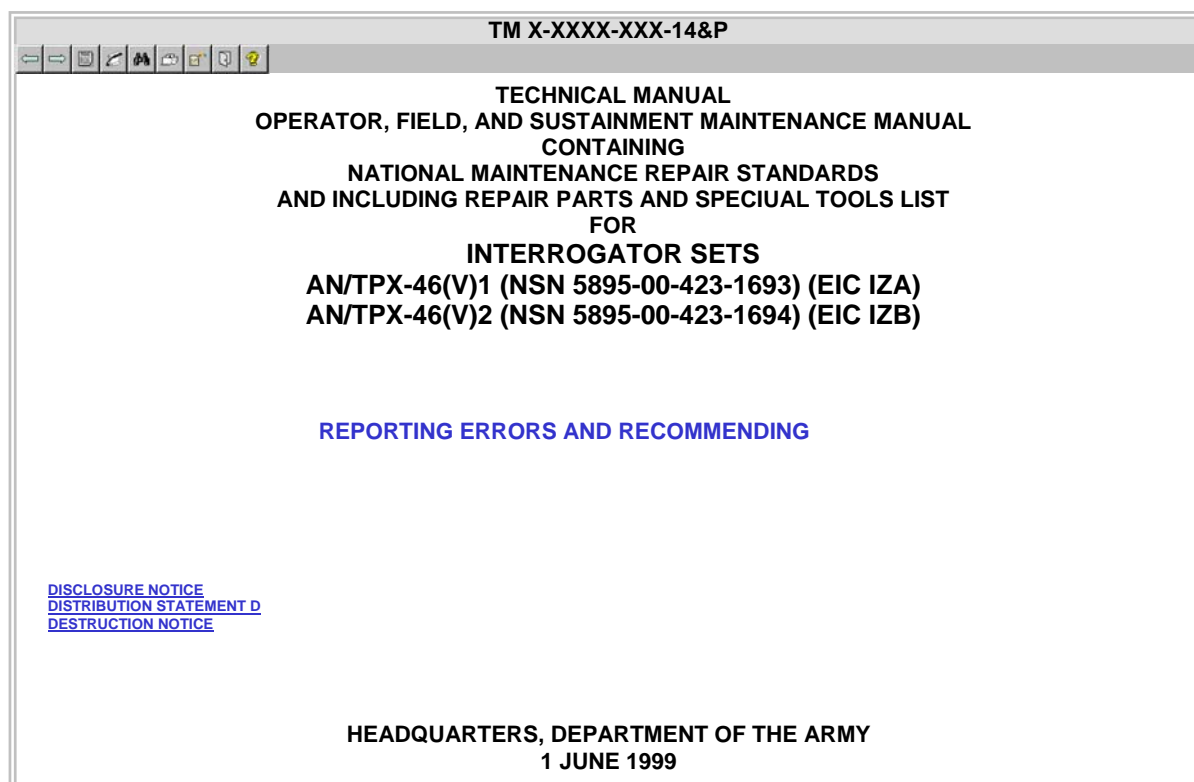 TM X-XXXX-XXX-14&P
TECHNICAL MANUAL
OPERATOR, FIELD, AND SUSTAINMENT MAINTENANCE MANUAL
CONTAINING
NATIONAL MAINTENANCE REPAIR STANDARDS
AND INCLUDING REPAIR PARTS AND SPECIUAL TOOLS LIST
FOR
INTERROGATOR SETS
AN/TPX-46(V)1 (NSN 5895-00-423-1693) (EIC IZA)
AN/TPX-46(V)2 (NSN 5895-00-423-1694) (EIC IZB)
REPORTING ERRORS AND RECOMMENDING
DISCLOSURE NOTICE
DISTRIBUTION STATEMENT D
DESTRUCTION NOTICE
HEADQUARTERS, DEPARTMENT OF THE ARMY
1 JUNE 1999